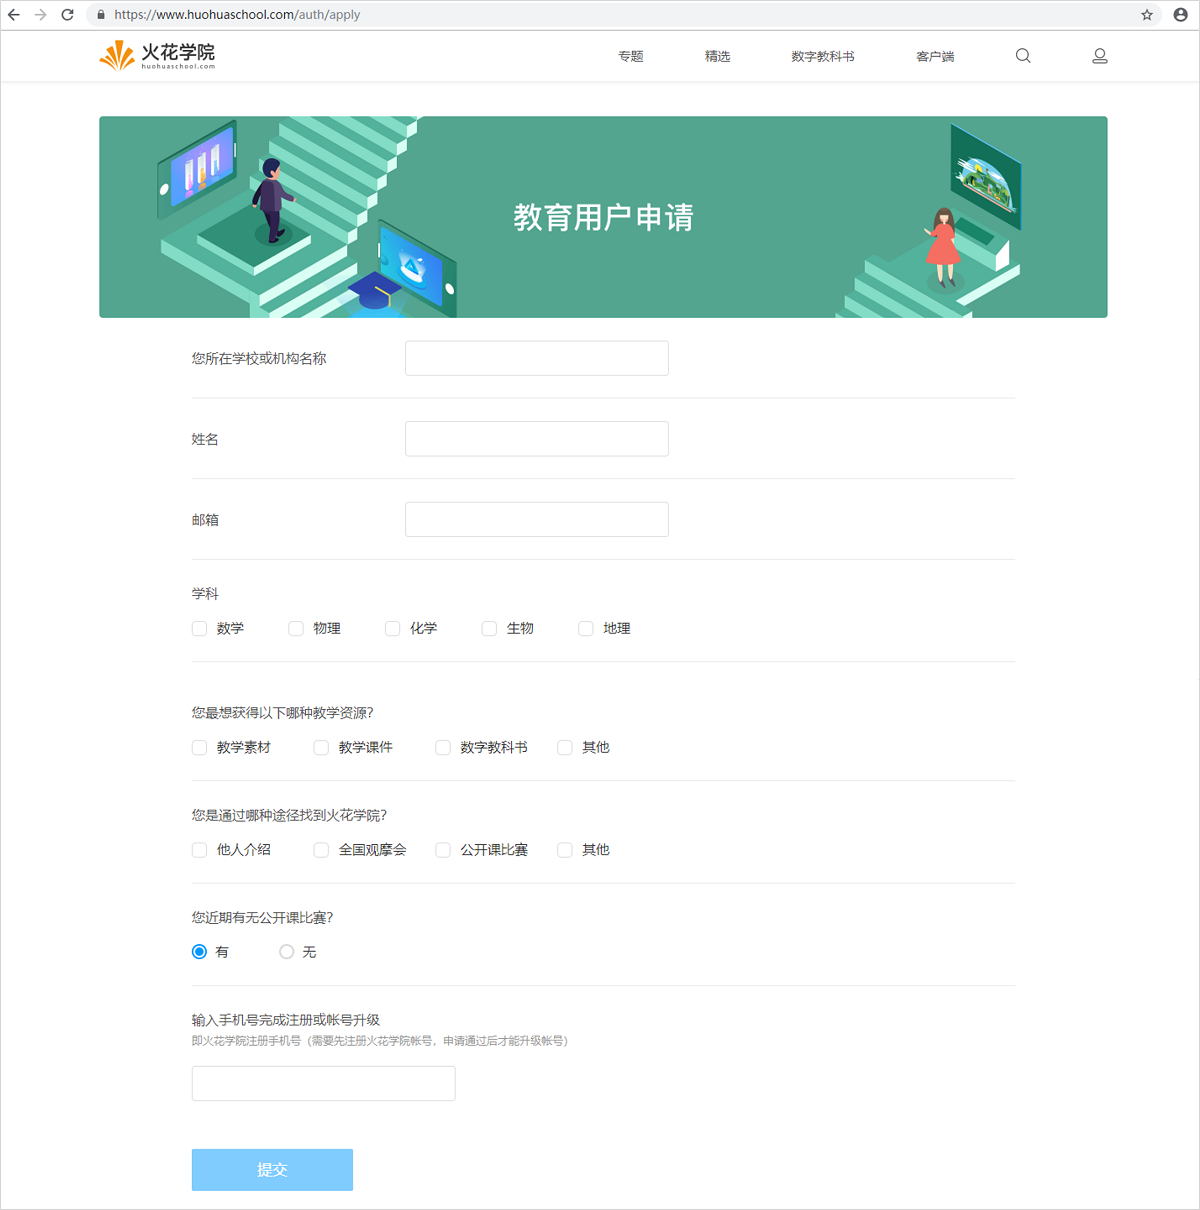 https://www.huohuaschool.com/auth/apply
火花学院
huohuaschool.com
专题
精选
数字教科书
客户端
教育用户申请
您所在学校或机构名称
姓名
邮箱
学科
数学 物理 化学 生物 地理
您最想获得以下哪种教学资源？
教学素材 教学课件 数字教科书 其他
您是通过哪种途径找到火花学院？
他人介绍 全国观摩会 公开课比赛 其他
您近期有无公开课比赛？
有 无
输入手机号完成注册或帐号升级
即火花学院注册手机号（需要先注册火花学院帐号，申请通过后才能升级帐号）
提交